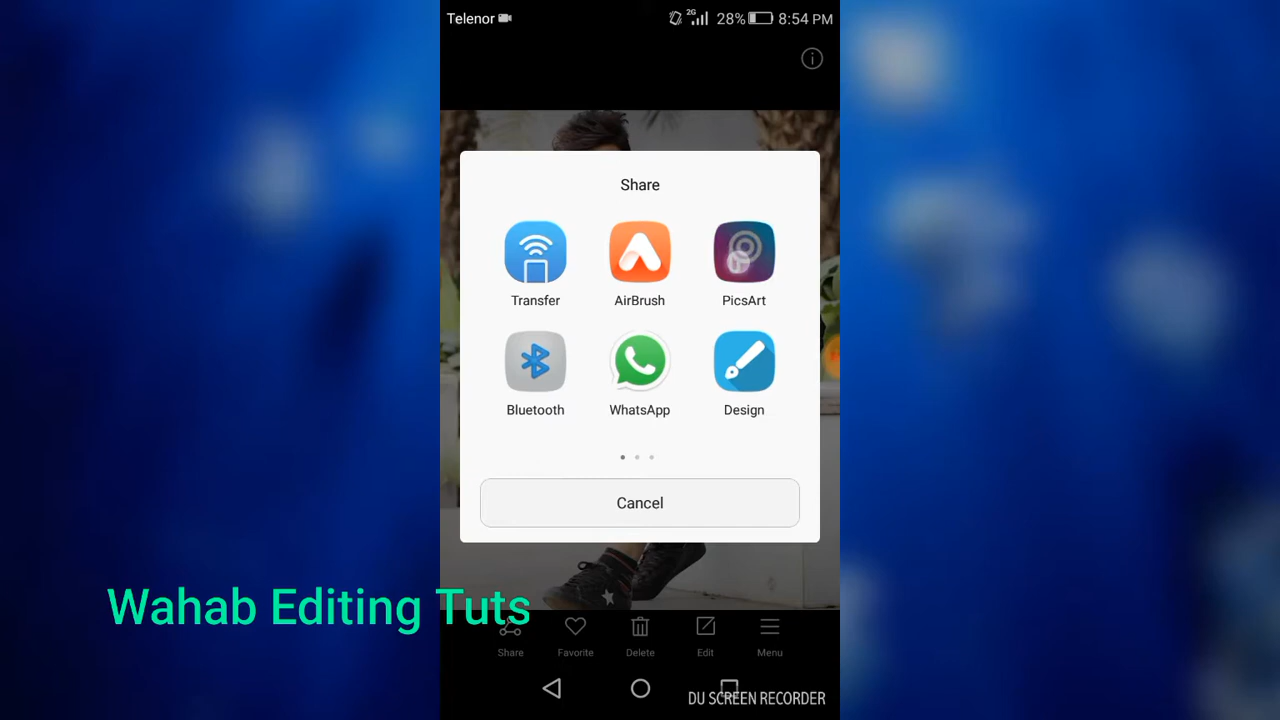 Telenor 2G 28% 8:54 PM
Share
Transfer AirBrush PicsArt
Bluetooth WhatsApp Design
Cancel
Wahab Editing Tuts
Share Favorite Delete Edit Menu
DU SCREEN RECORDER